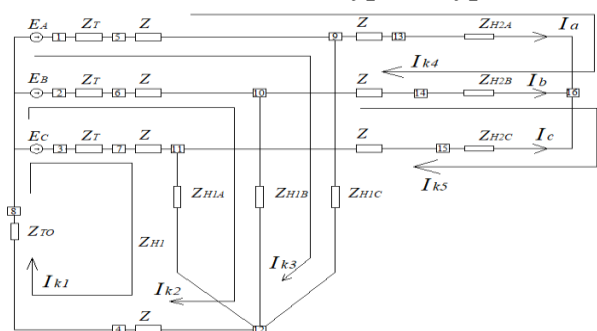 EA 1 ZT 5 Z 9 Z 13 ZH2A Ia
Ik4
EB 2 ZT 6 Z 10 Z 14 ZH2B Ib 16
EC 3 ZT 7 Z 11 Z 15 ZH2C Ic
Ik5
ZH1A ZH1B ZH1C
8
ZTO
ZH1
Ik1 Ik2 Ik3
4 Z 12